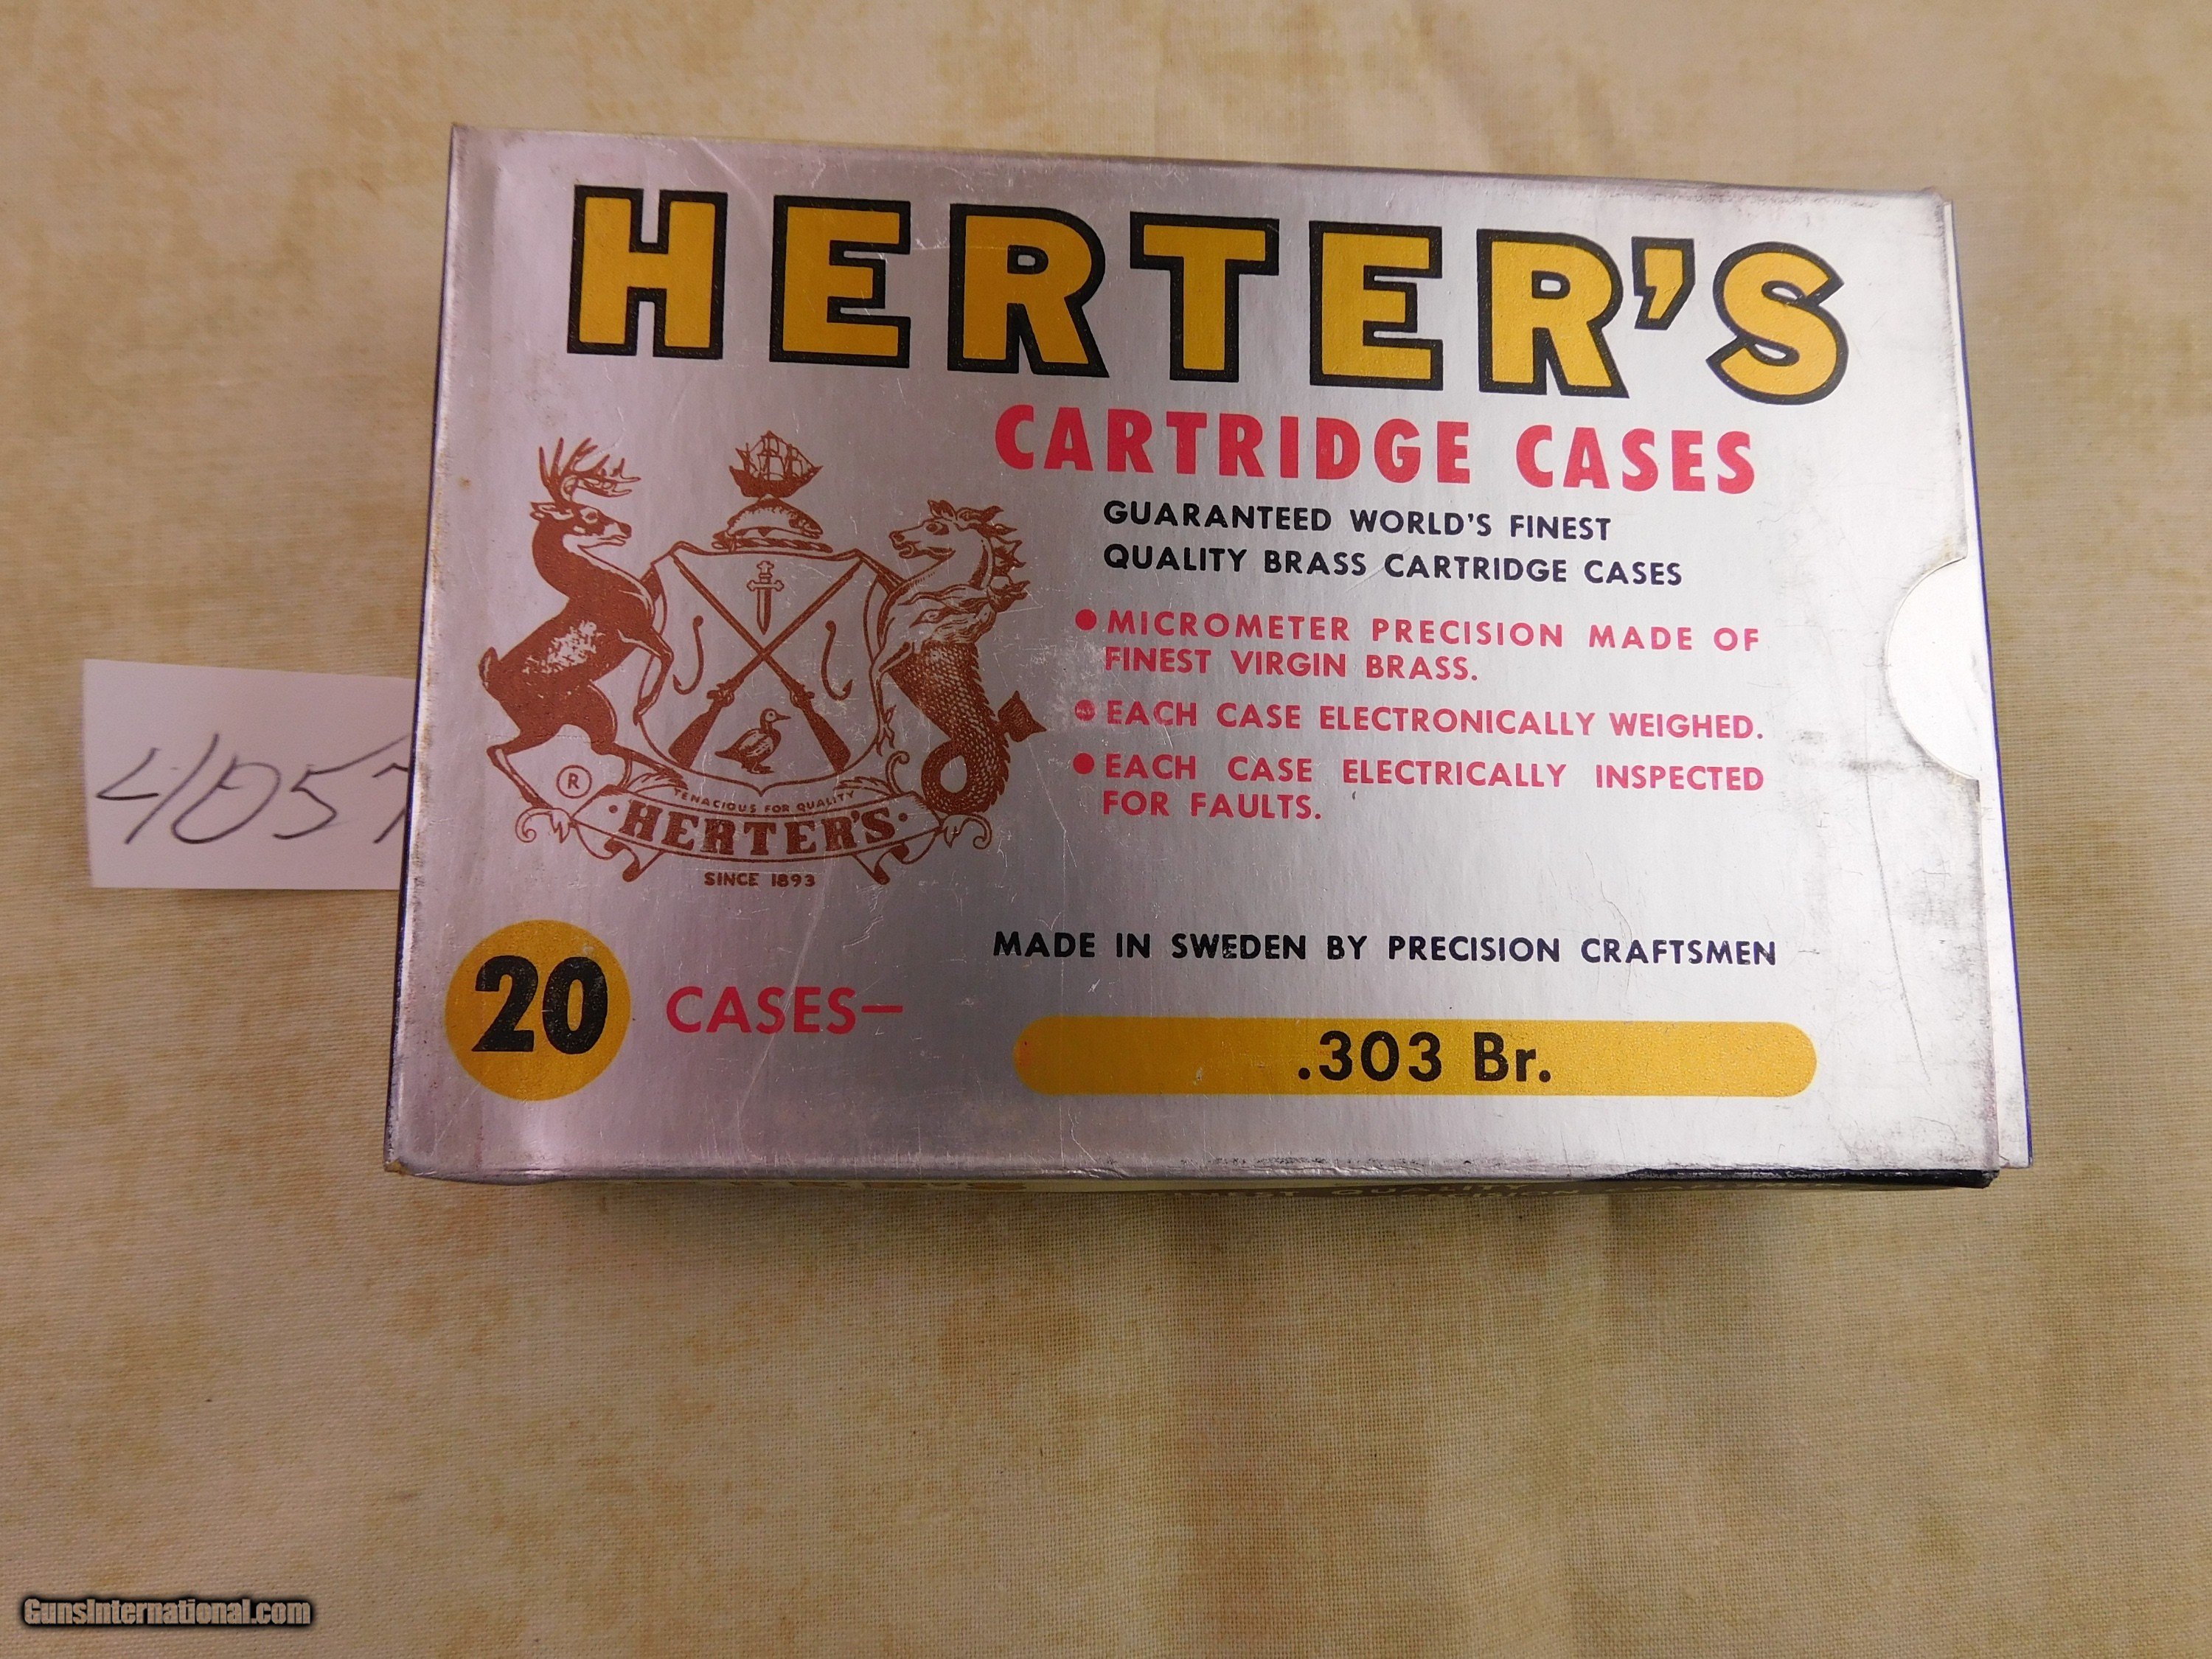 HERTER'S
CARTRIDGE CASES
GUARANTEED WORLD'S FINEST
QUALITY BRASS CARTRIDGE CASES
● MICROMETER PRECISION MADE OF
FINEST VIRGIN BRASS.
● EACH CASE ELECTRONICALLY WEIGHED.
● EACH CASE ELECTRICALLY INSPECTED
FOR FAULTS.
®
TENACIOUS FOR QUALITY
· HERTER'S ·
SINCE 1893
4057
MADE IN SWEDEN BY PRECISION CRAFTSMEN
20 CASES—
.303 Br.
GunsInternational.com